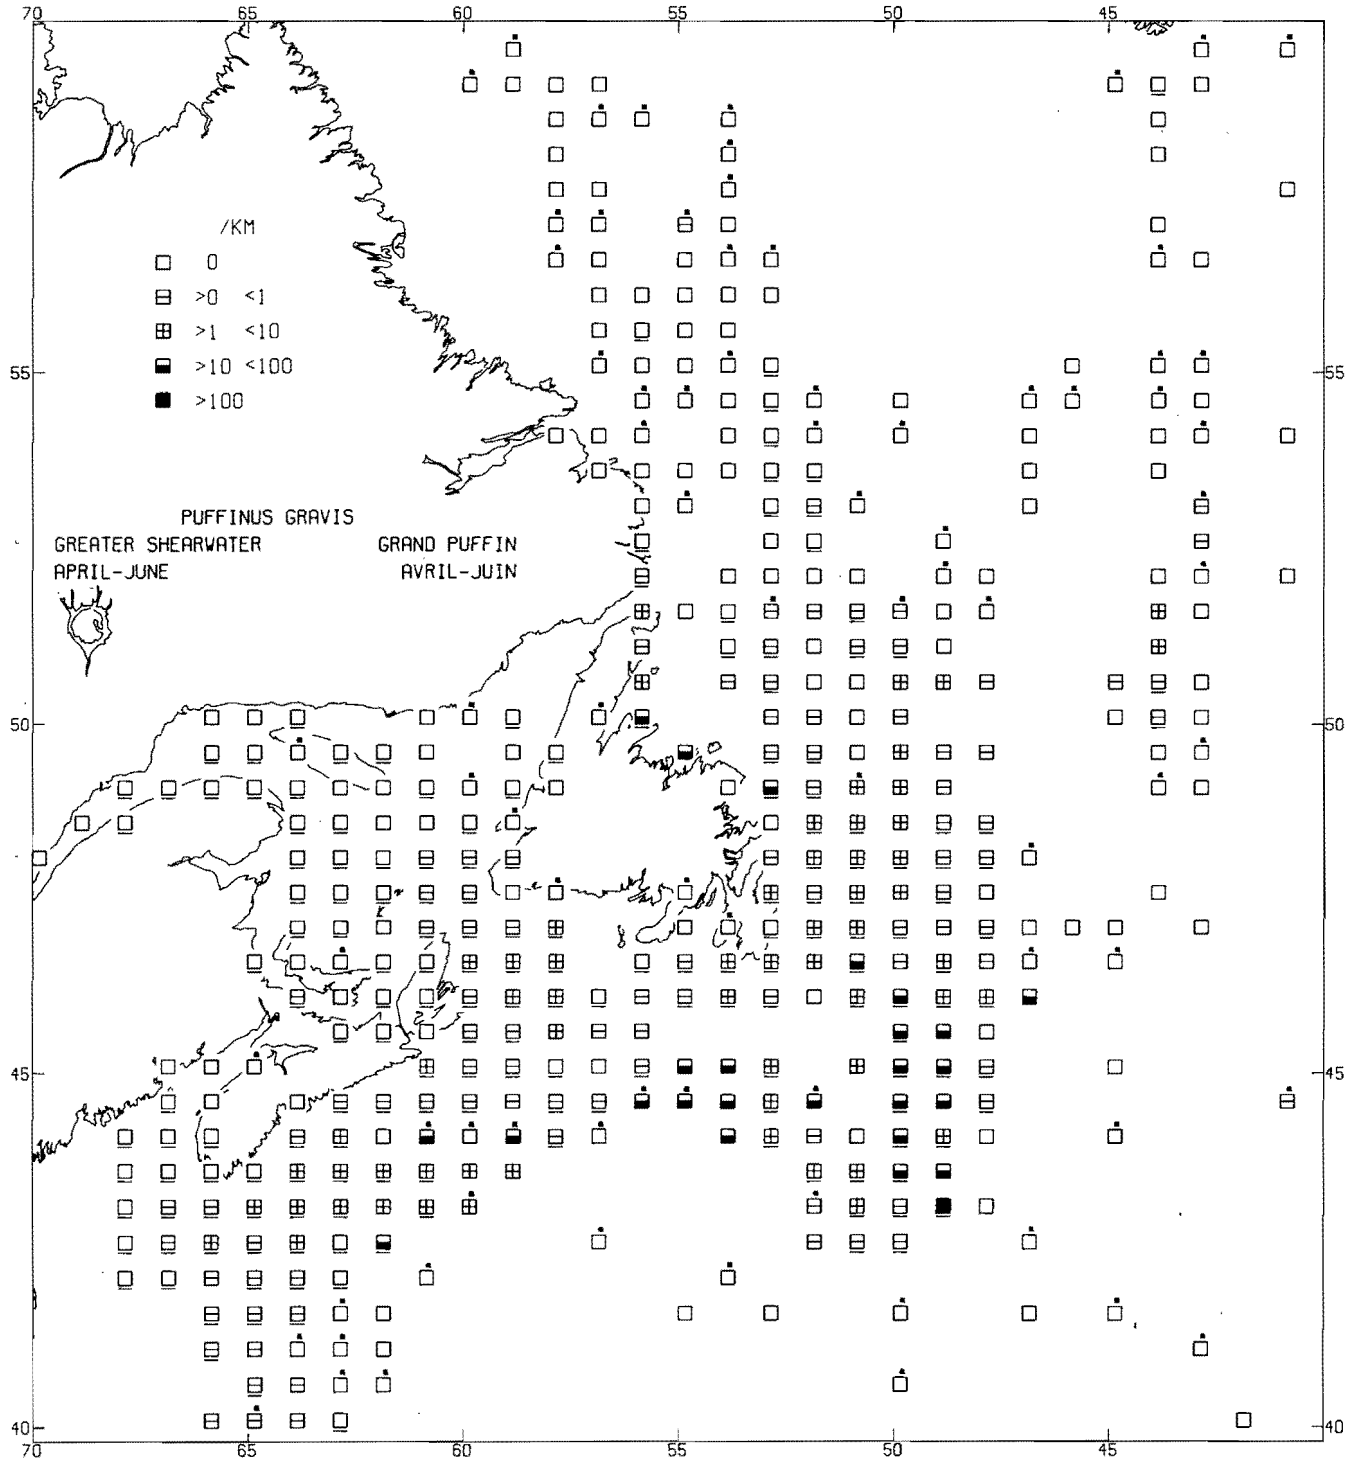 70 65 60 55 50 45
/KM
0
>0 <1
>1 <10
>10 <100
>100
55 55
PUFFINUS GRAVIS
GREATER SHEARWATER GRAND PUFFIN
APRIL-JUNE AVRIL-JUIN
50 50
45 45
40 40
70 65 60 55 50 45